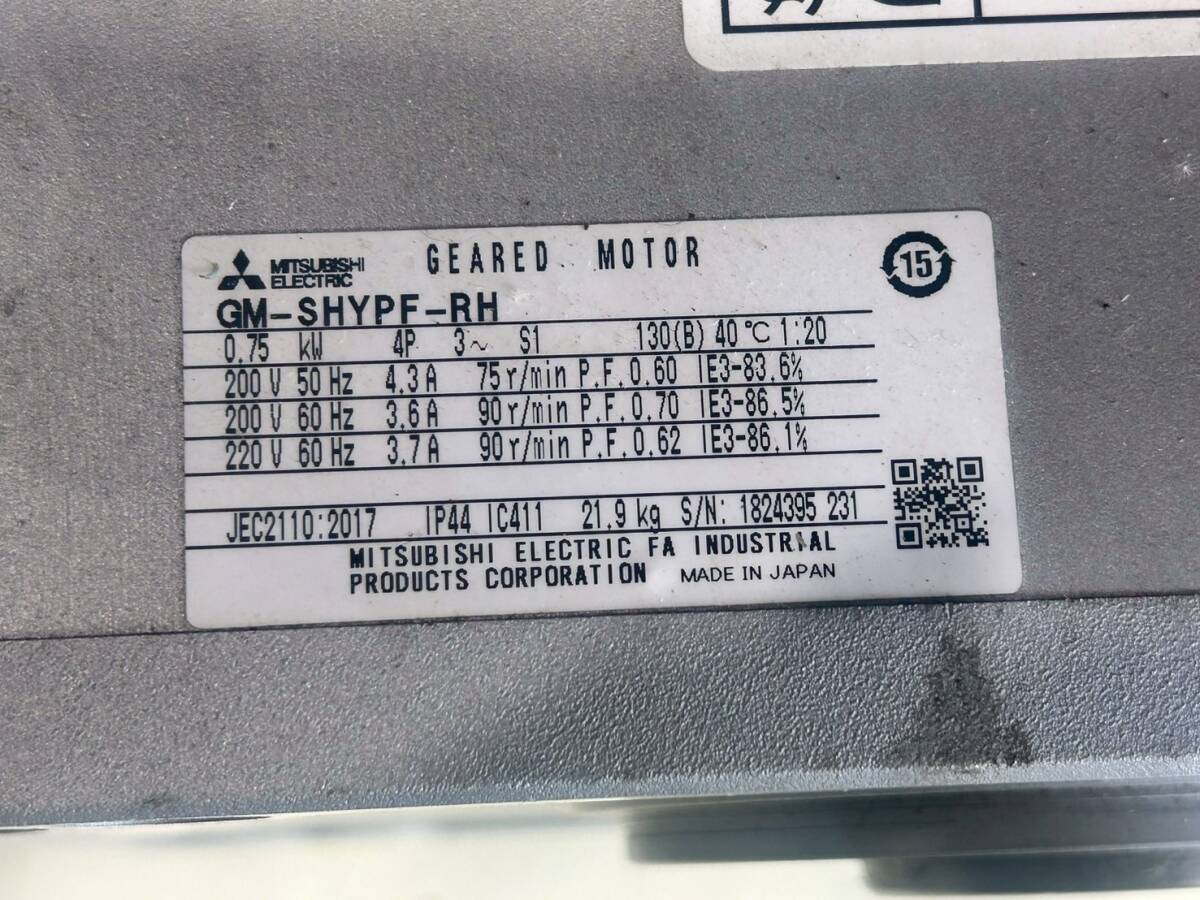 MITSUBISHI
ELECTRIC
GEARED MOTOR
15
GM-SHYPF-RH
0.75 kW 4P 3~ S1 130(B) 40℃ 1:20
200 V 50 Hz 4.3 A 75 r/min P.F.0.60 IE3-83.6%
200 V 60 Hz 3.6 A 90 r/min P.F.0.70 IE3-86.5%
220 V 60 Hz 3.7 A 90 r/min P.F.0.62 IE3-86.1%
JEC2110:2017 IP44 IC411 21.9 kg S/N: 1824395 231
MITSUBISHI ELECTRIC FA INDUSTRIAL
PRODUCTS CORPORATION MADE IN JAPAN